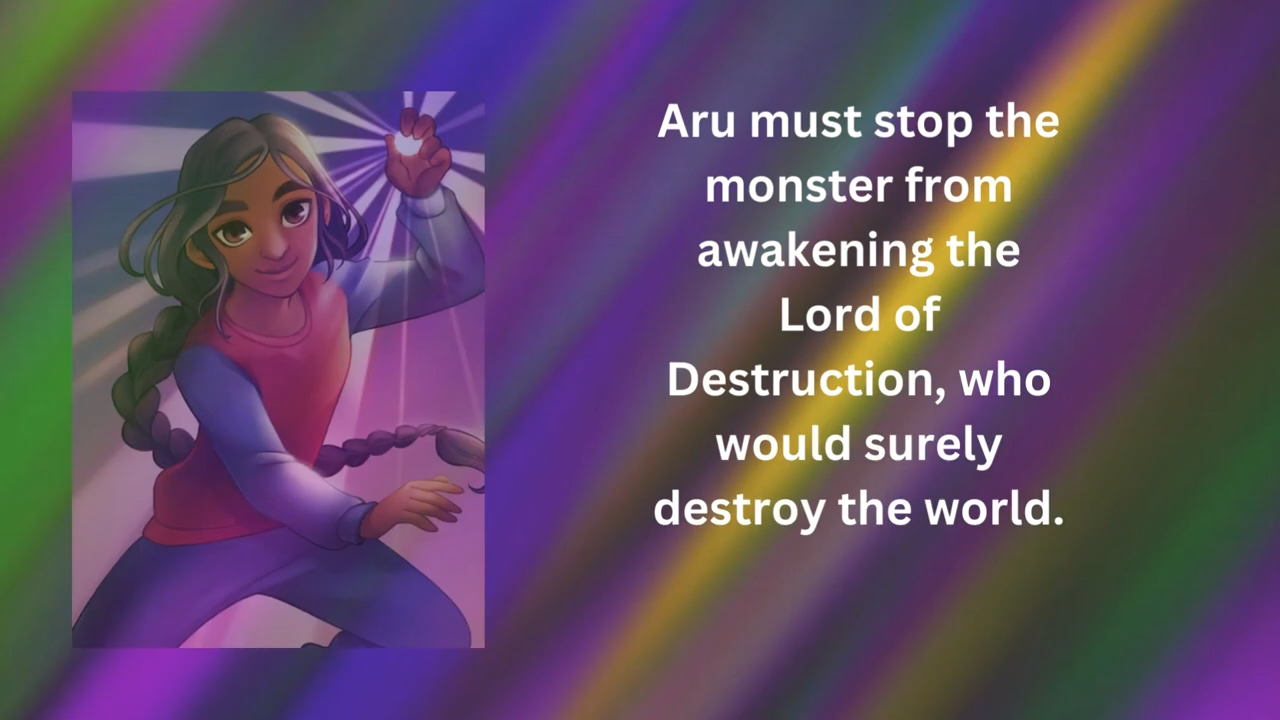 Aru must stop the
monster from
awakening the
Lord of
Destruction, who
would surely
destroy the world.